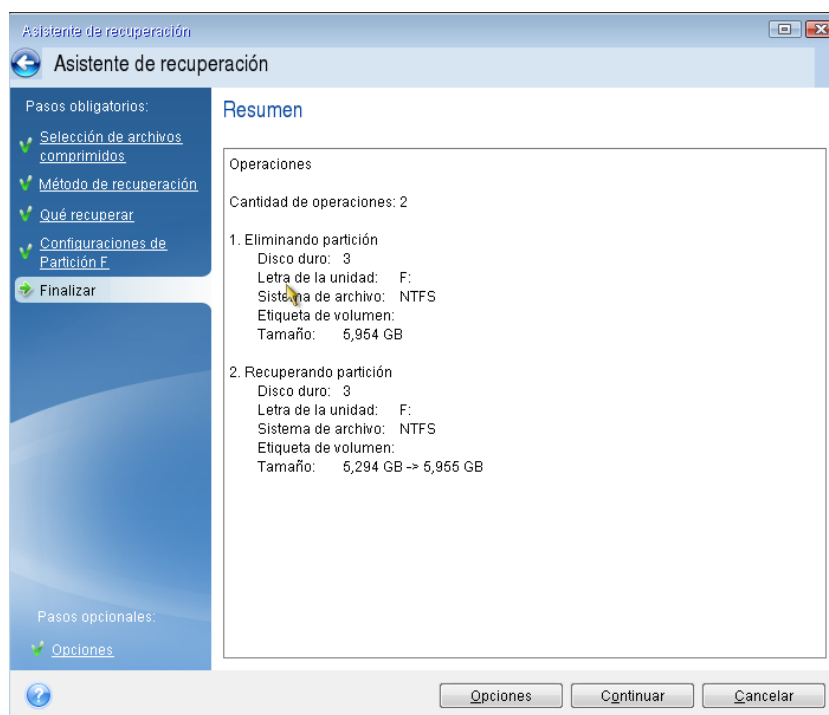 Asistente de recuperación
Asistente de recuperación
Pasos obligatorios:
Selección de archivos
comprimidos
Método de recuperación
Qué recuperar
Configuraciones de
Partición F
Finalizar
Pasos opcionales:
Opciones
Resumen
Operaciones
Cantidad de operaciones: 2
1. Eliminando partición
Disco duro: 3
Letra de la unidad: F:
Sistema de archivo: NTFS
Etiqueta de volumen:
Tamaño: 5,954 GB
2. Recuperando partición
Disco duro: 3
Letra de la unidad: F:
Sistema de archivo: NTFS
Etiqueta de volumen:
Tamaño: 5,294 GB -> 5,955 GB
Opciones
Continuar
Cancelar